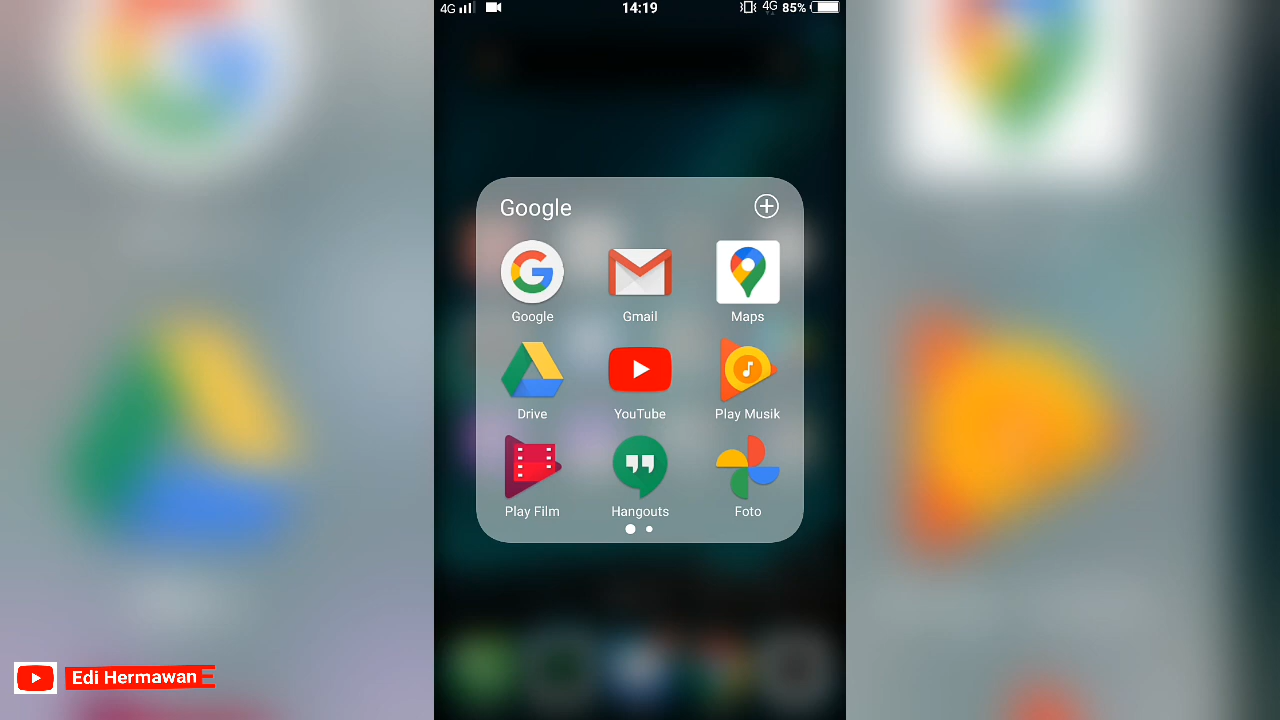 4G 14:19 4G 85%
Google
Google Gmail Maps
Drive YouTube Play Musik
Play Film Hangouts Foto
Edi Hermawan